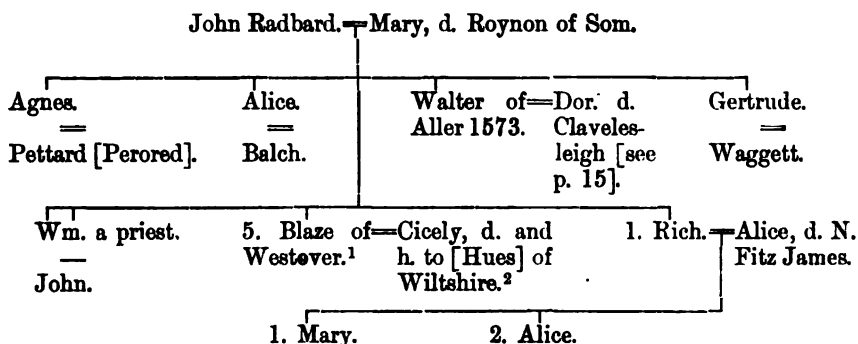 John Radbard.=Mary, d. Roynon of Som.
Agnes. Alice. Walter of=Dor. d. Gertrude.
= = Aller 1573. Claveles- =
Pettard [Perored]. Balch. leigh [see Waggett.
p. 15].
Wm. a priest. 5. Blaze of=Cicely, d. and 1. Rich.=Alice, d. N.
— Westover.¹ h. to [Hues] of Fitz James.
John. Wiltshire.²
1. Mary. 2. Alice.